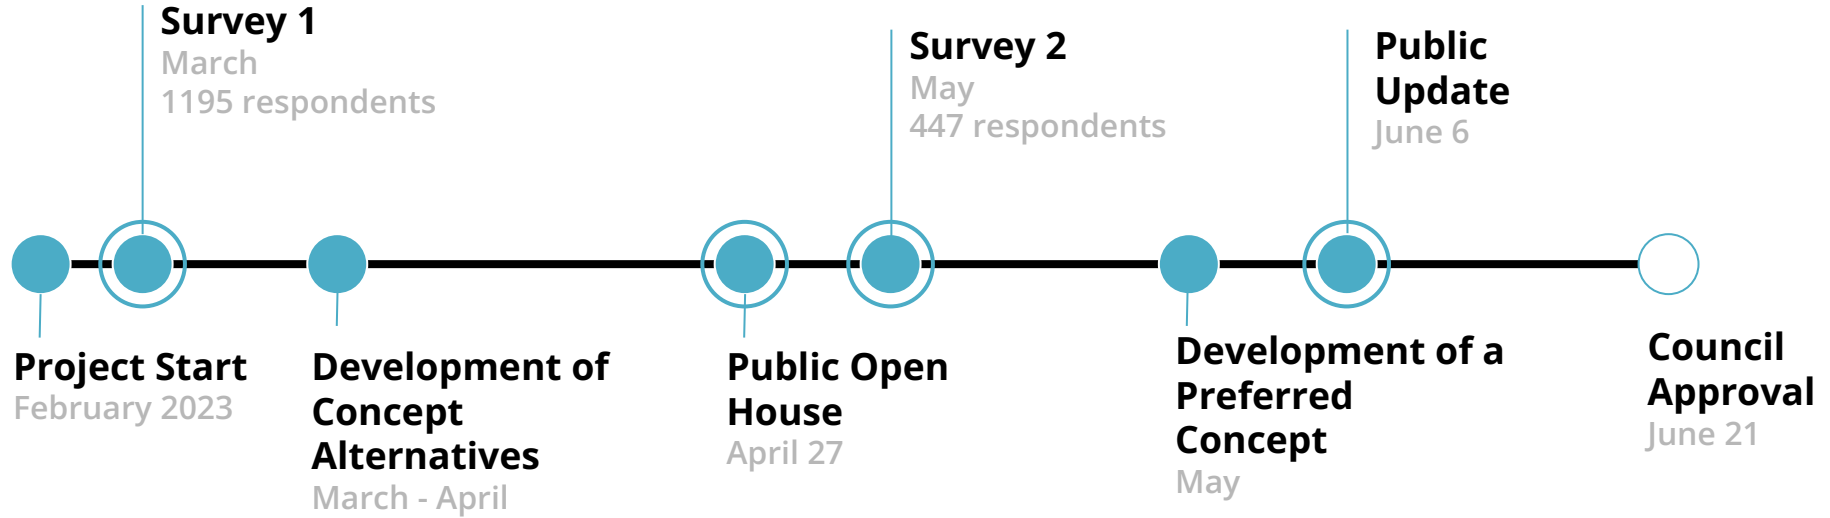 Survey 1
March
1195 respondents
Survey 2
May
447 respondents
Public
Update
June 6
Project Start
February 2023
Development of
Concept
Alternatives
March - April
Public Open
House
April 27
Development of a
Preferred
Concept
May
Council
Approval
June 21